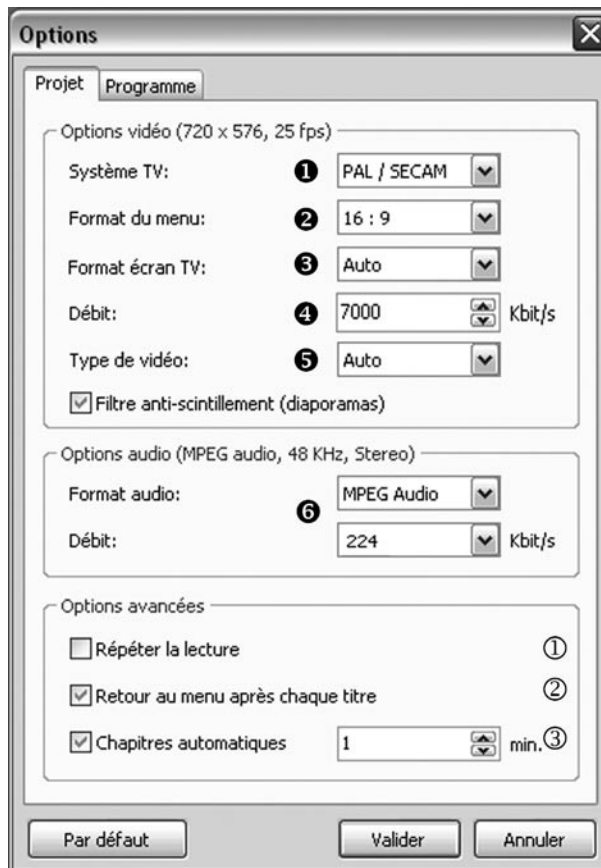 Options
Projet Programme
Options vidéo (720 x 576, 25 fps)
Système TV: ❶ PAL / SECAM
Format du menu: ❷ 16 : 9
Format écran TV: ❸ Auto
Débit: ❹ 7000 Kbit/s
Type de vidéo: ❺ Auto
Filtre anti-scintillement (diaporamas)
Options audio (MPEG audio, 48 KHz, Stereo)
Format audio: MPEG Audio
❻
Débit: 224 Kbit/s
Options avancées
Répéter la lecture ①
Retour au menu après chaque titre ②
Chapitres automatiques 1 min. ③
Par défaut Valider Annuler